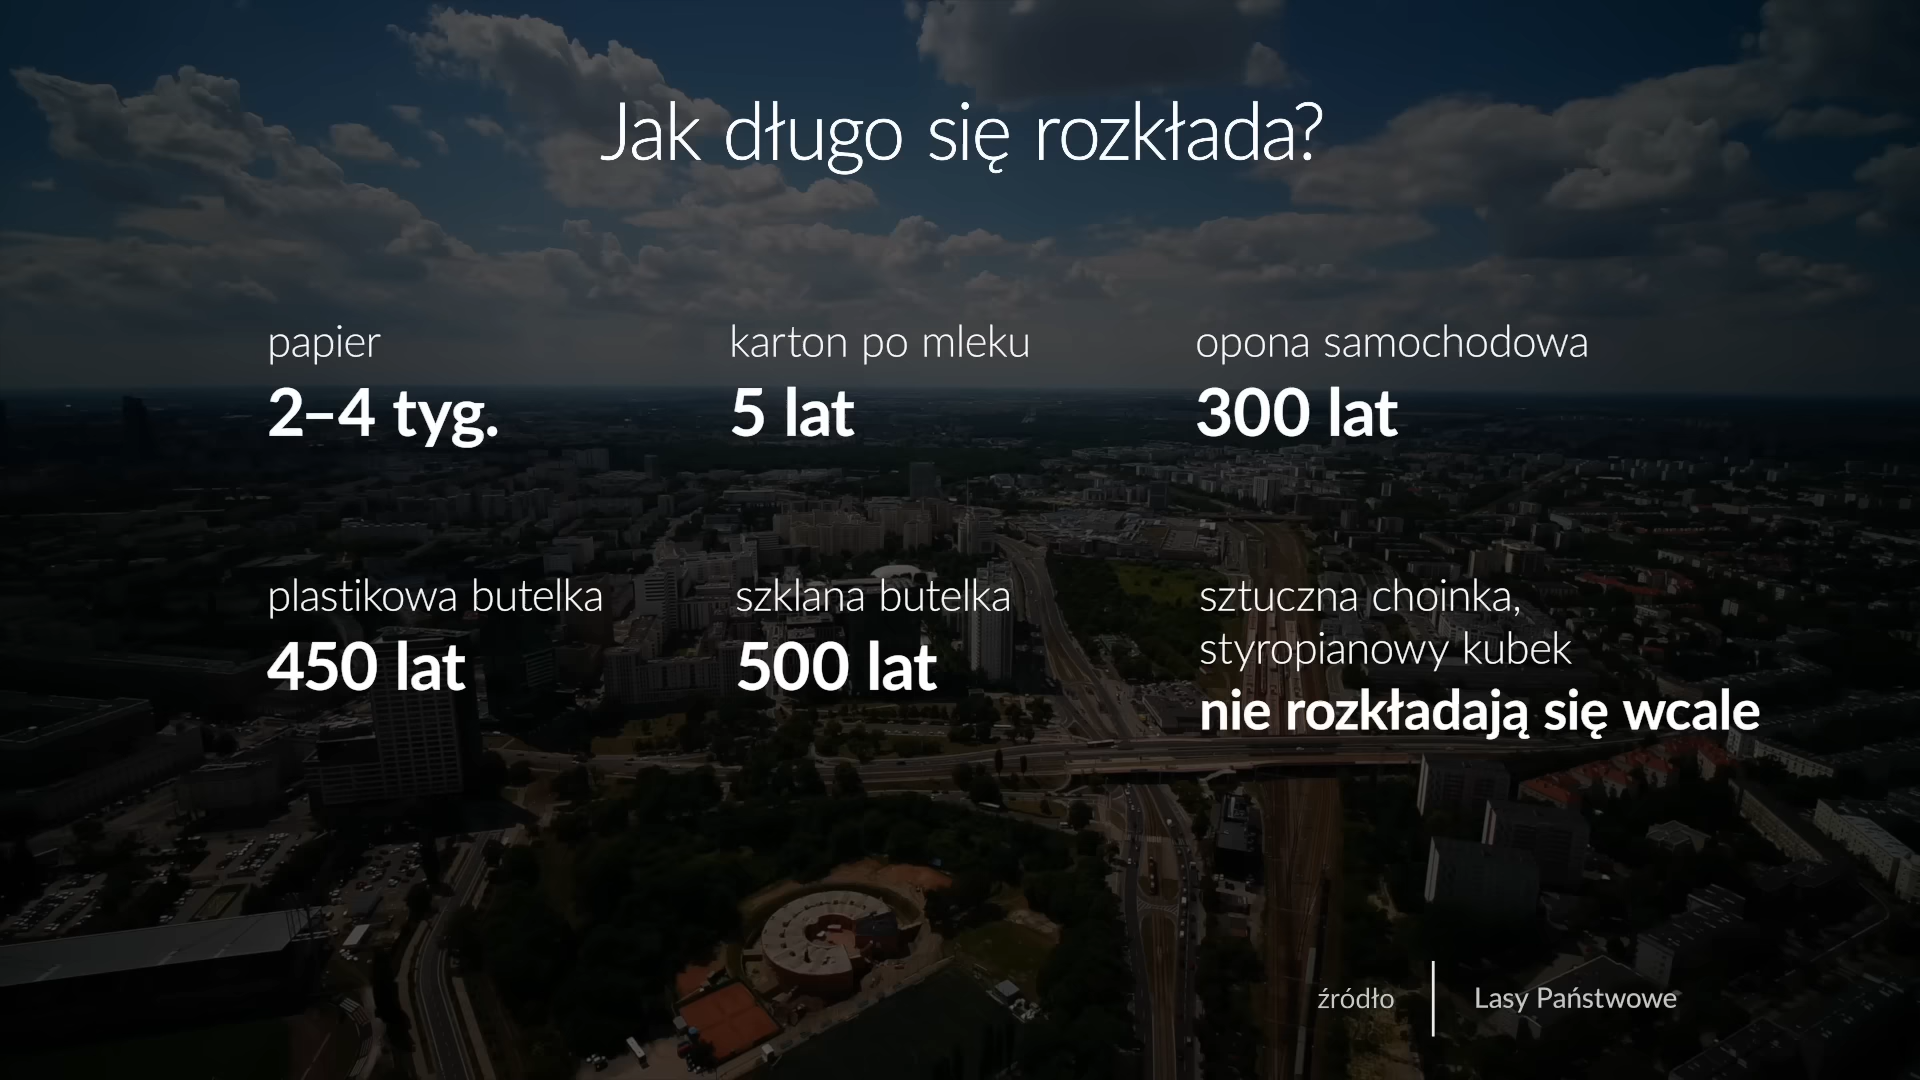 Jak długo się rozkłada?
papier
2–4 tyg.
karton po mleku
5 lat
opona samochodowa
300 lat
plastikowa butelka
450 lat
szklana butelka
500 lat
sztuczna choinka,
styropianowy kubek
nie rozkładają się wcale
źródło
Lasy Państwowe